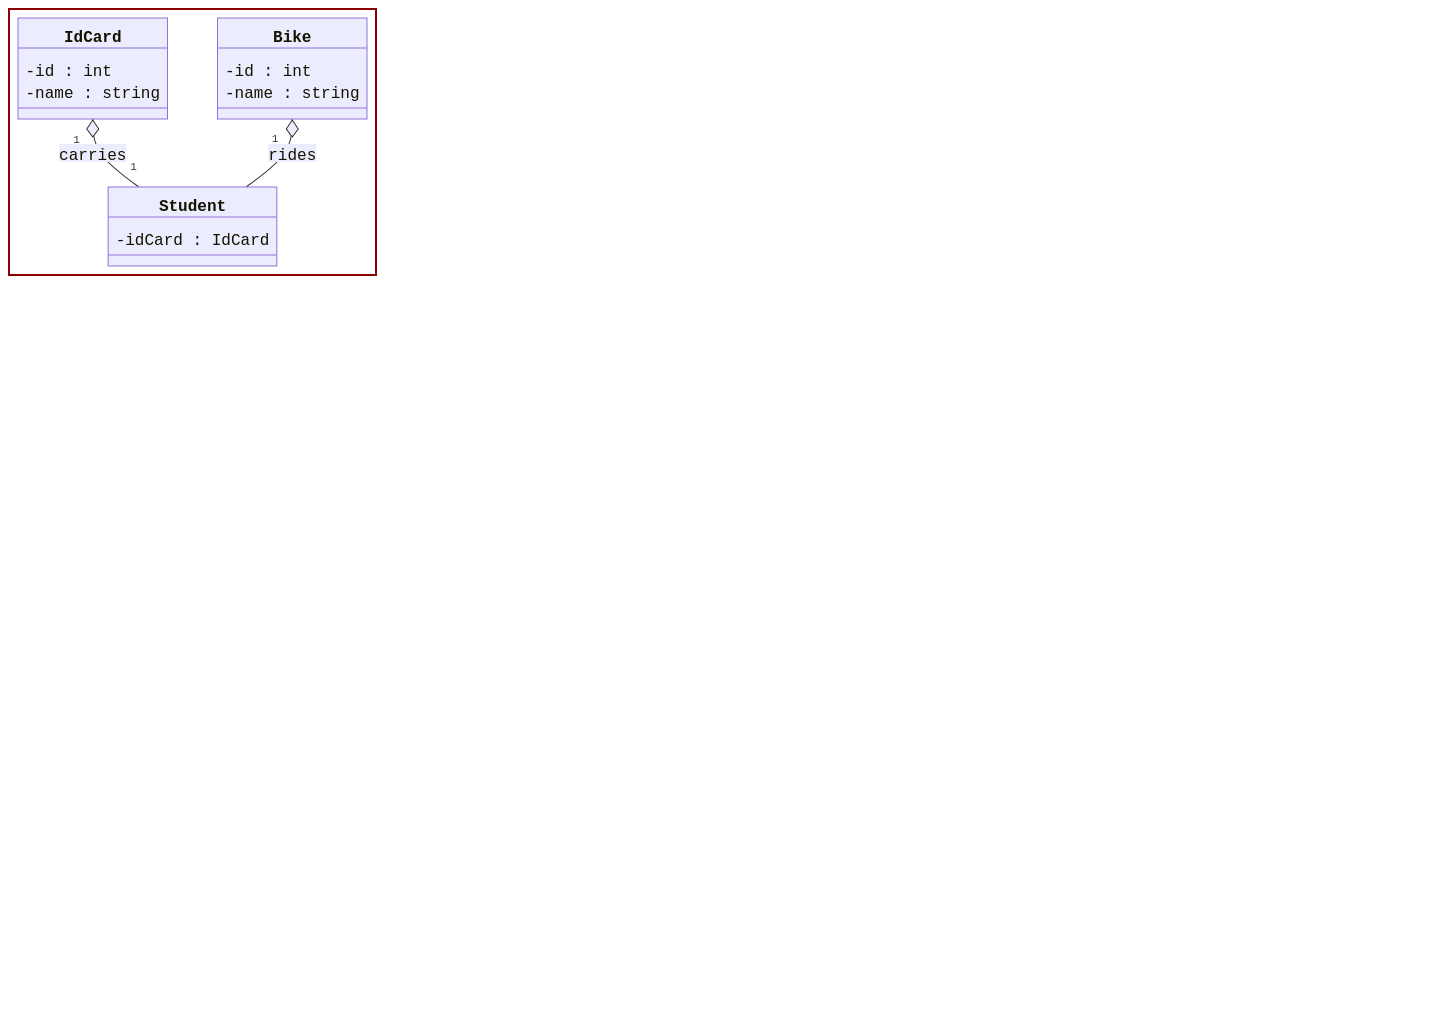 IdCard
-id : int
-name : string
Bike
-id : int
-name : string
1
carries
1
1
rides
Student
-idCard : IdCard